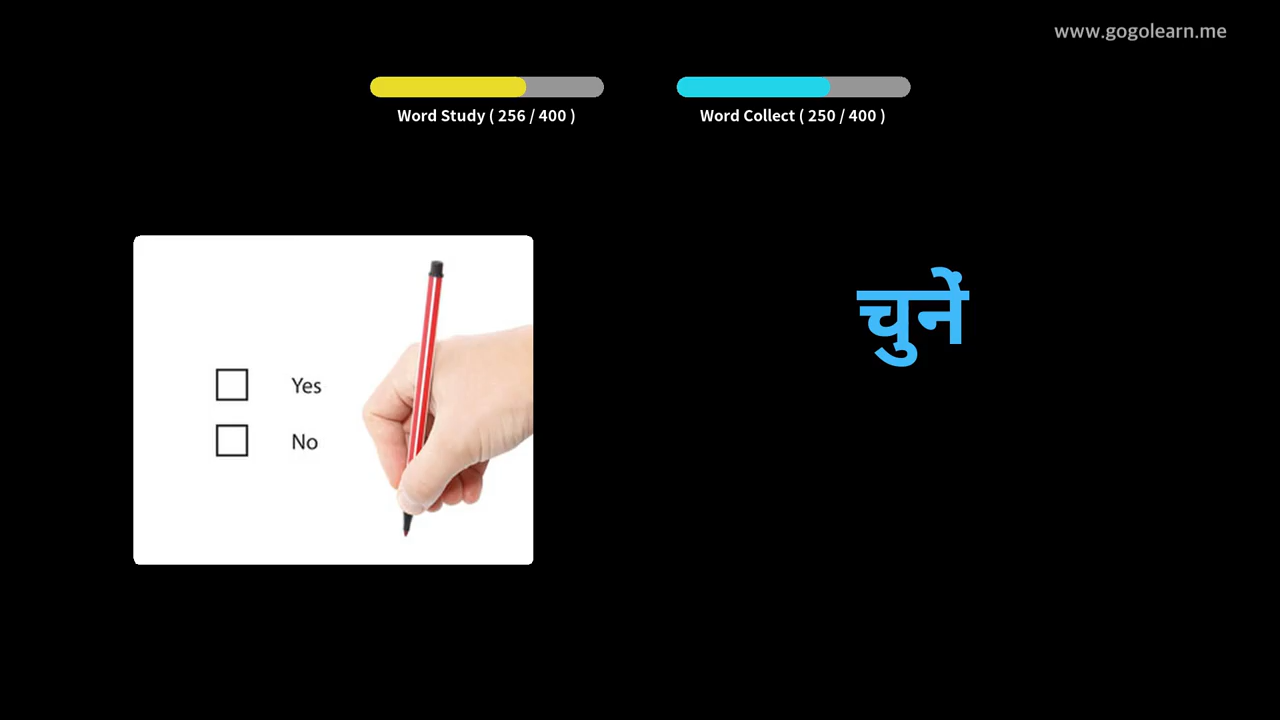 www.gogolearn.me
Word Study ( 256 / 400 )
Word Collect ( 250 / 400 )
चुनें
Yes
No